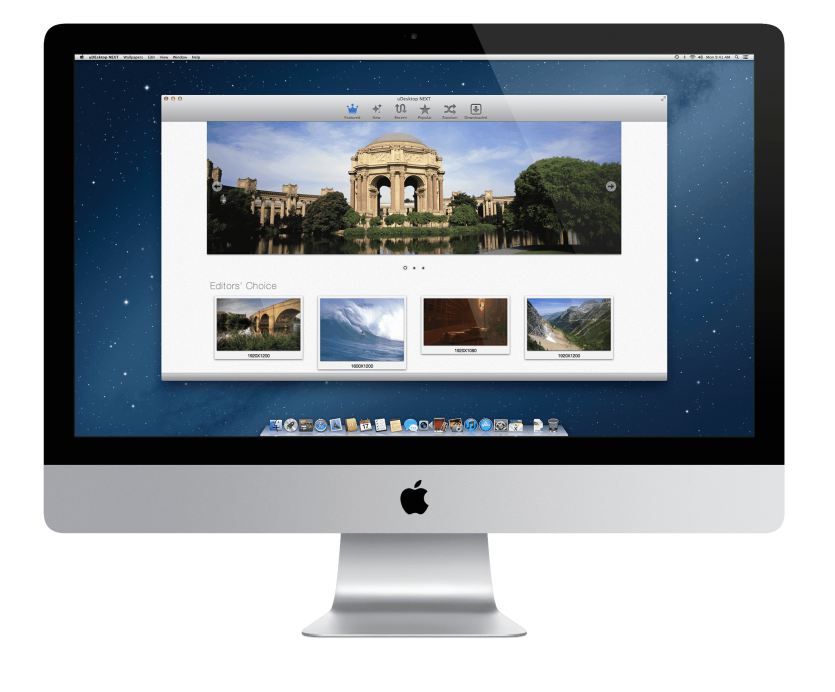 uDesktop NEXT Wallpapers Edit View Window Help
Mon 9:41 AM
uDesktop NEXT
Featured New Recent Popular Random Downloaded
Editors' Choice
1920X1200
1600X1200
1920X1080
1920X1200
17